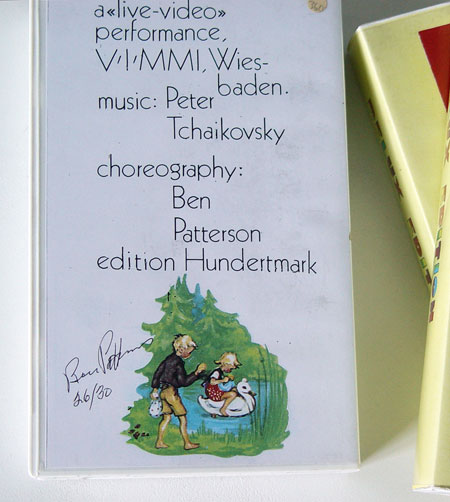 a «live-video»
performance,
V'I'MMI, Wies-
baden.
music: Peter
Tchaikovsky
choreography:
Ben
Patterson
edition Hundertmark
Ben Patterson
26/30